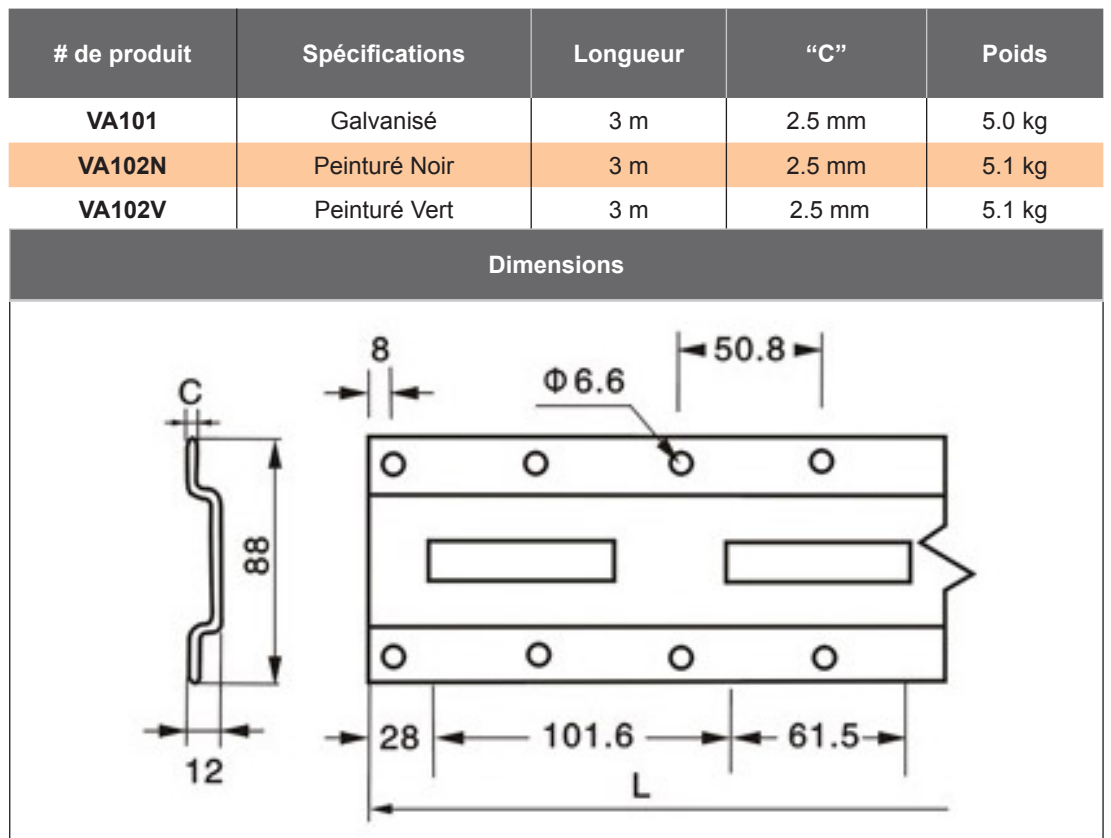 # de produit Spécifications Longueur “C” Poids
VA101 Galvanisé 3 m 2.5 mm 5.0 kg
VA102N Peinturé Noir 3 m 2.5 mm 5.1 kg
VA102V Peinturé Vert 3 m 2.5 mm 5.1 kg
Dimensions
8
50.8
Φ6.6
C
88
28
101.6
61.5
12
L